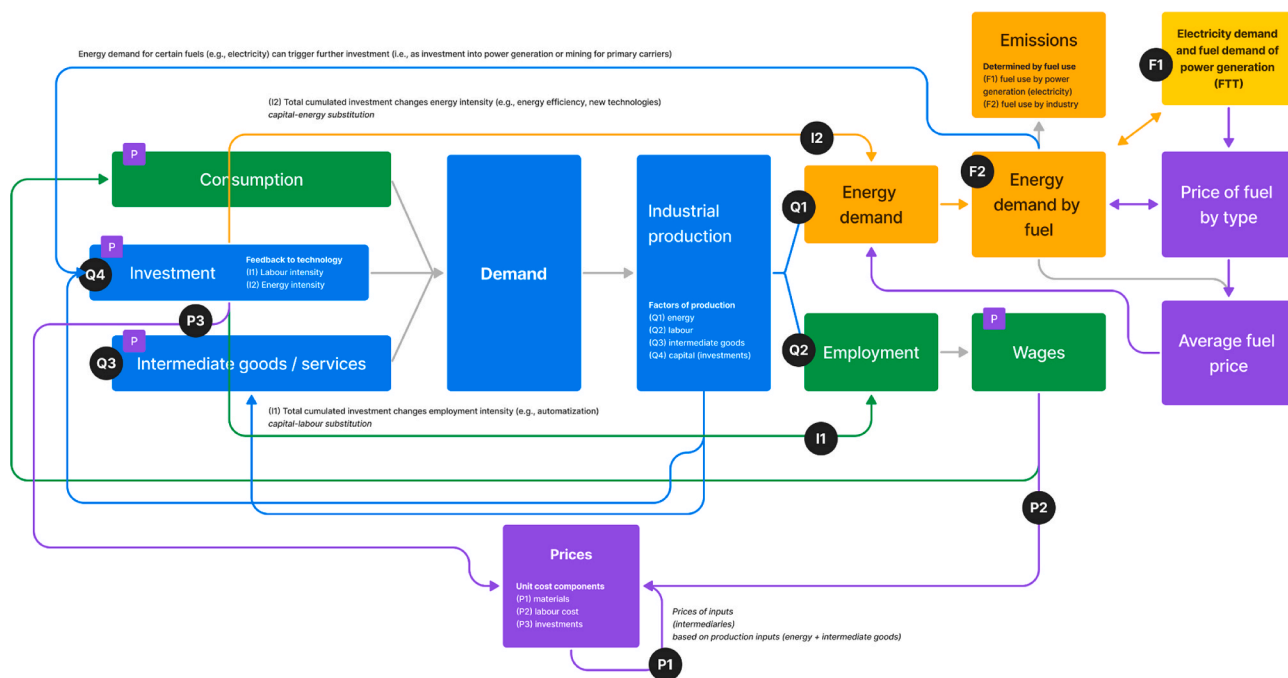 Energy demand for certain fuels (e.g., electricity) can trigger further investment (i.e., as investment into power generation or mining for primary carriers)
Emissions
Determined by fuel use
(F1) fuel use by power
generation (electricity)
(F2) fuel use by industry
F1
Electricity demand
and fuel demand of
power generation
(FTT)
(I2) Total cumulated investment changes energy intensity (e.g., energy efficiency, new technologies)
capital-energy substitution
I2
P
Consumption
Q4
P
Investment
Feedback to technology
(I1) Labour intensity
(I2) Energy intensity
P3
Q3
P
Intermediate goods / services
Demand
Industrial
production
Factors of production
(Q1) energy
(Q2) labour
(Q3) intermediate goods
(Q4) capital (investments)
Q1
Energy
demand
F2
Energy
demand by
fuel
Price of fuel
by type
Q2
Employment
P
Wages
Average fuel
price
(I1) Total cumulated investment changes employment intensity (e.g., automatization)
capital-labour substitution
I1
P2
Prices
Unit cost components
(P1) materials
(P2) labour cost
(P3) investments
Prices of inputs
(intermediaries)
based on production inputs (energy + intermediate goods)
P1